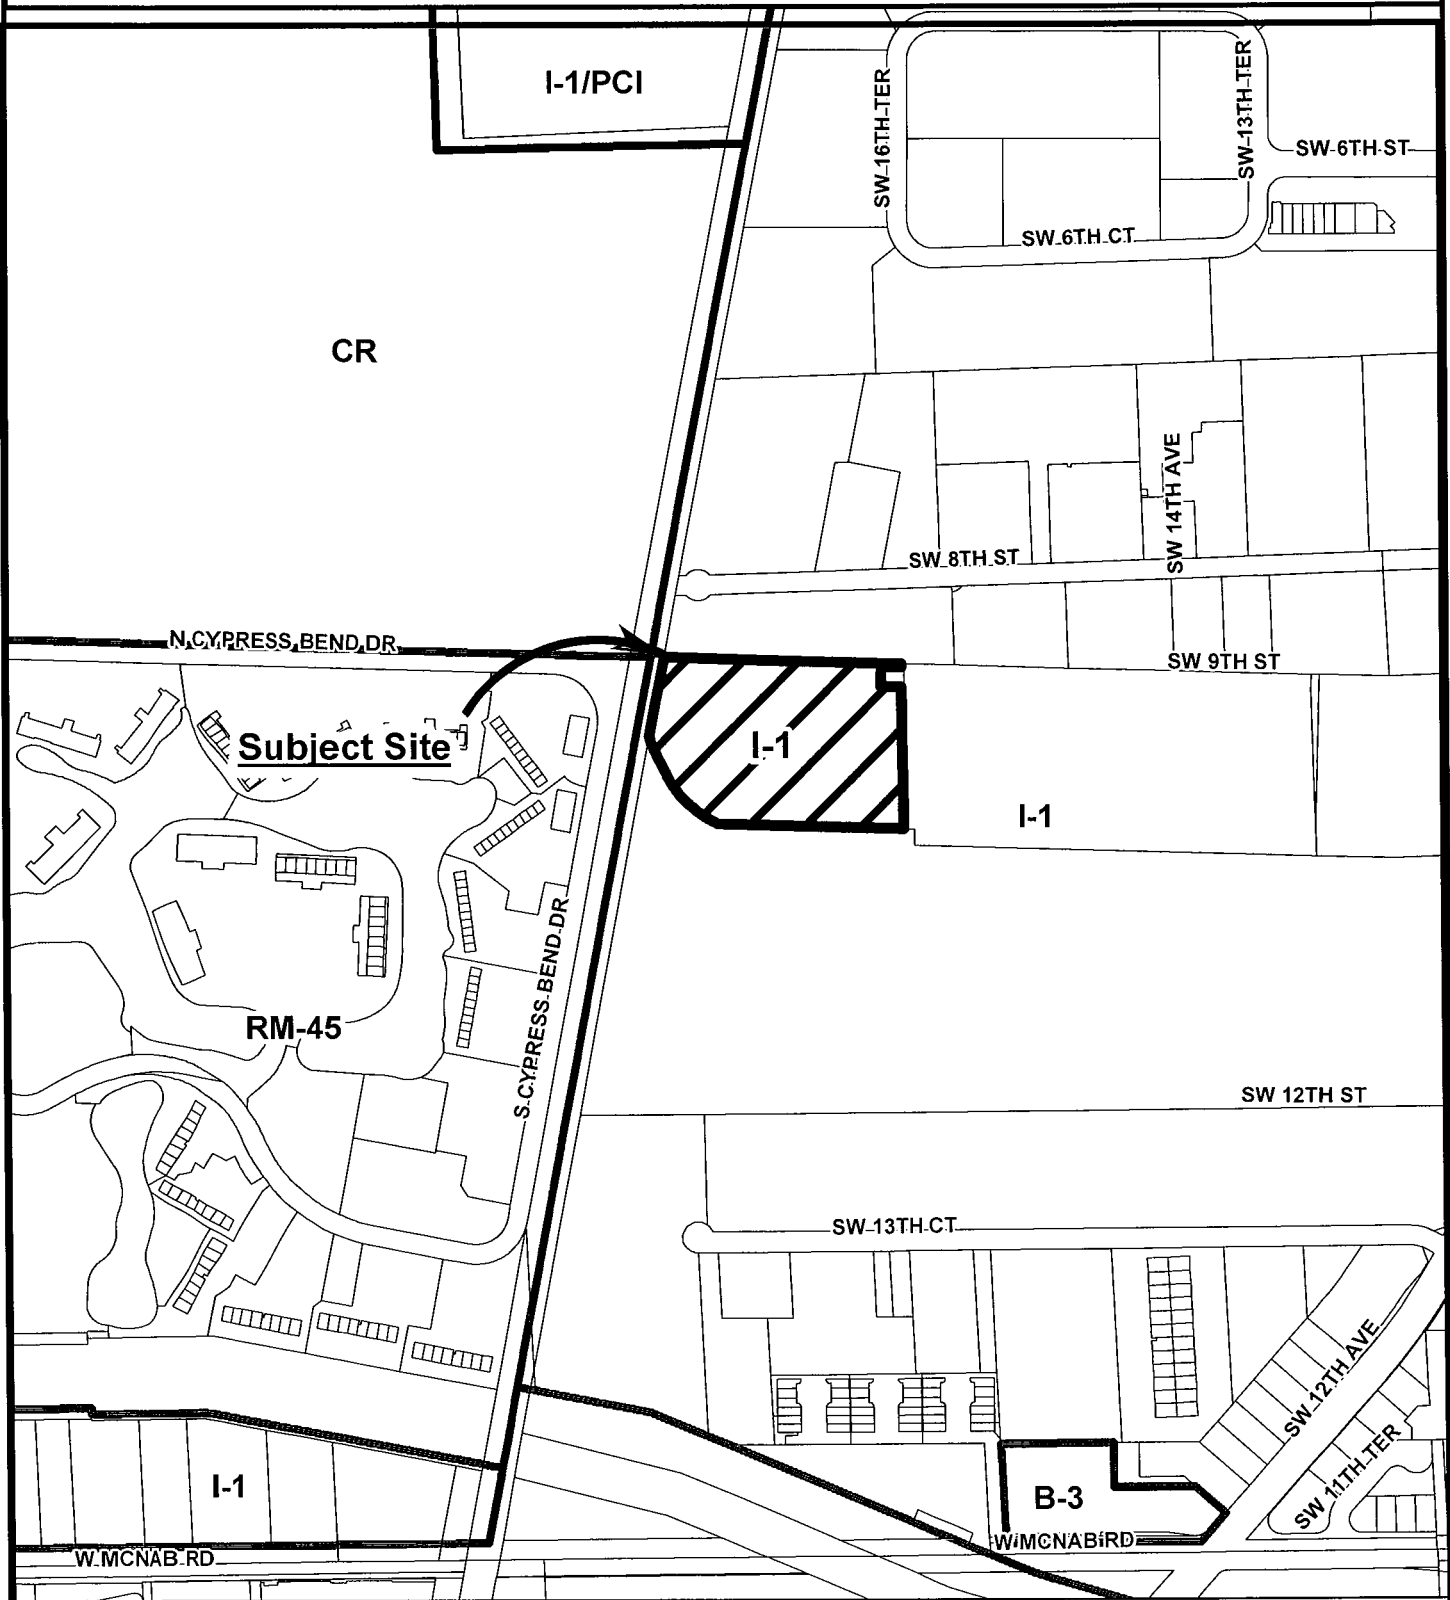 I-1/PCI
SW 16TH TER
SW 13TH TER
SW 6TH ST
SW 6TH CT
CR
SW 14TH AVE
SW 8TH ST
N CYPRESS BEND DR
SW 9TH ST
Subject Site
I-1
I-1
S CYPRESS BEND DR
RM-45
SW 12TH ST
SW 13TH CT
SW 12TH AVE
SW 11TH TER
I-1
B-3
W MCNAB RD
W MCNAB RD